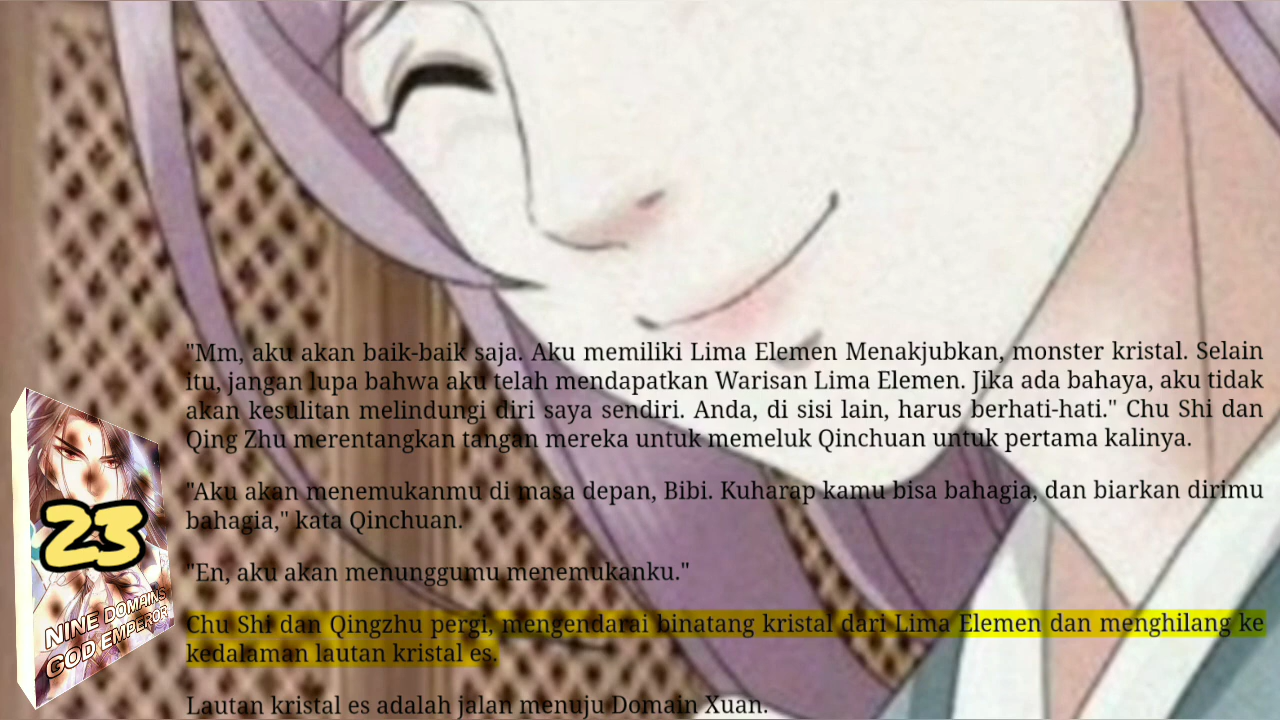 "Mm, aku akan baik-baik saja. Aku memiliki Lima Elemen Menakjubkan, monster kristal. Selain
itu, jangan lupa bahwa aku telah mendapatkan Warisan Lima Elemen. Jika ada bahaya, aku tidak
akan kesulitan melindungi diri saya sendiri. Anda, di sisi lain, harus berhati-hati." Chu Shi dan
Qing Zhu merentangkan tangan mereka untuk memeluk Qinchuan untuk pertama kalinya.
"Aku akan menemukanmu di masa depan, Bibi. Kuharap kamu bisa bahagia, dan biarkan dirimu
bahagia," kata Qinchuan.
"En, aku akan menunggumu menemukanku."
Chu Shi dan Qingzhu pergi, mengendarai binatang kristal dari Lima Elemen dan menghilang ke
kedalaman lautan kristal es.
Lautan kristal es adalah jalan menuju Domain Xuan.
23
NINE DOMAINS
GOD EMPEROR